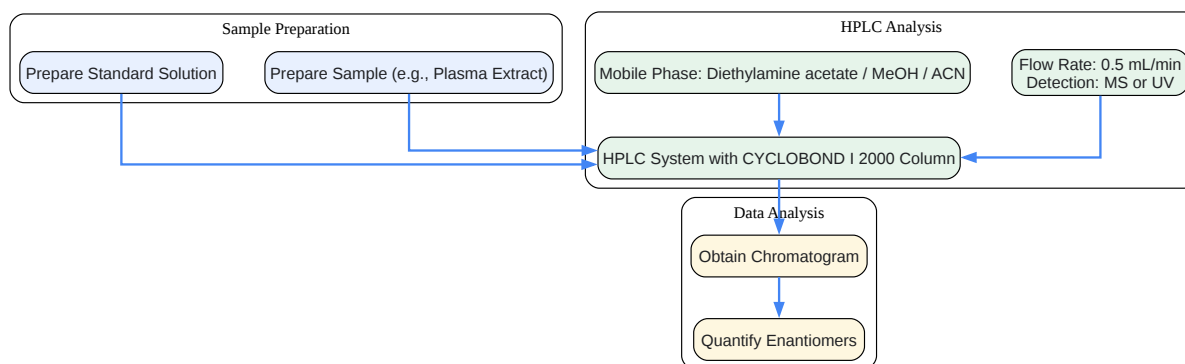 Sample Preparation
Prepare Standard Solution
Prepare Sample (e.g., Plasma Extract)
HPLC Analysis
Mobile Phase: Diethylamine acetate / MeOH / ACN
Flow Rate: 0.5 mL/min
Detection: MS or UV
HPLC System with CYCLOBOND I 2000 Column
Data Analysis
Obtain Chromatogram
Quantify Enantiomers